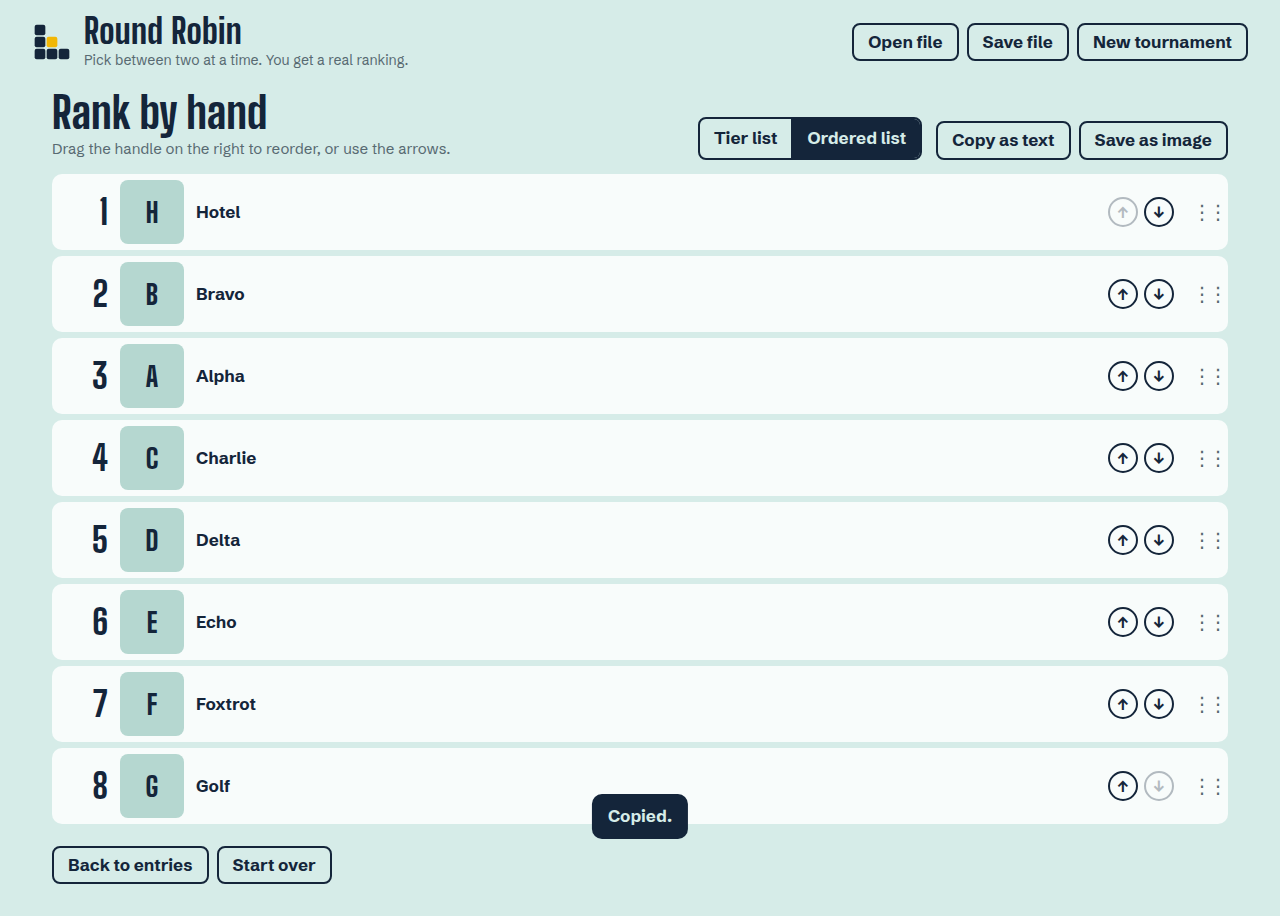 Round Robin
Pick between two at a time. You get a real ranking.
Open file
Save file
New tournament
Rank by hand
Drag the handle on the right to reorder, or use the arrows.
Tier list
Ordered list
Copy as text
Save as image
1 H Hotel
2 B Bravo
3 A Alpha
4 C Charlie
5 D Delta
6 E Echo
7 F Foxtrot
8 G Golf
Copied.
Back to entries
Start over